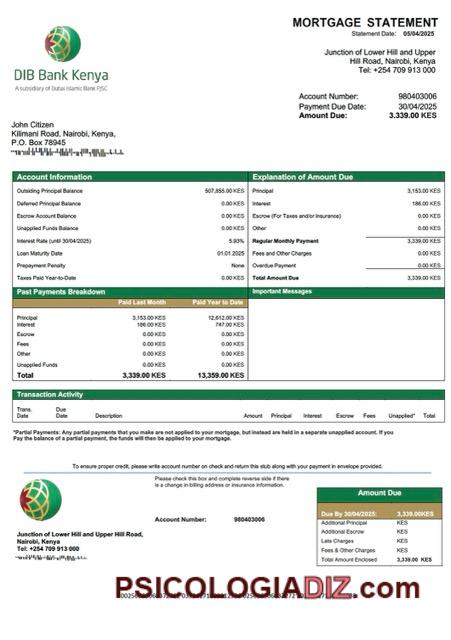 MORTGAGE STATEMENT
Statement Date: 05/04/2025
DIB Bank Kenya
A subsidiary of Dubai Islamic Bank PJSC
Junction of Lower Hill and Upper
Hill Road, Nairobi, Kenya
Tel: +254 709 913 000
Account Number: 980403006
Payment Due Date: 30/04/2025
Amount Due: 3.339.00 KES
John Citizen
Kilimani Road, Nairobi, Kenya,
P.O. Box 78945
Account Information
Outsiding Principal Balance 507,855.00 KES
Deferred Principal Balance 0.00 KES
Escrow Account Balance 0.00 KES
Unapplied Funds Balance 0.00 KES
Interest Rate (until 30/04/2025) 5.93%
Loan Maturity Date 01.01.2025
Prepayment Penalty None
Taxes Paid Year-to-Date 0.00 KES
Explanation of Amount Due
Principal 3,153.00 KES
Interest 186.00 KES
Escrow (For Taxes and/or insurance) 0.00 KES
Other 0.00 KES
Regular Monthly Payment 3,339.00 KES
Fees and Other Charges 0.00 KES
Overdue Payment 0.00 KES
Total Amount Due 3,339.00 KES
Past Payments Breakdown
Paid Last Month Paid Year to Date
Principal 3,153.00 KES 12,612.00 KES
Interest 186.00 KES 747.00 KES
Escrow 0.00 KES 0.00 KES
Fees 0.00 KES 0.00 KES
Other 0.00 KES 0.00 KES
Unapplied Funds 0.00 KES 0.00 KES
Total 3,339.00 KES 13,359.00 KES
Important Messages
Transaction Activity
Trans. Date Due Date Description Amount Principal Interest Escrow Fees Unapplied* Total
*Partial Payments: Any partial payments that you make are not applied to your mortgage, but instead are held in a separate unapplied account. If you
Pay the balance of a partial payment, the funds will then be applied to your mortgage.
To ensure proper credit, please write account number on check and return this stub along with your payment in envelope provided.
Please check this box and complete reverse side if there
is a change in billing address or insurance information.
Account Number: 980403006
Junction of Lower Hill and Upper Hill Road,
Nairobi, Kenya
Tel: +254 709 913 000
Amount Due
Due By 30/04/2025: 3,339.00KES
Additional Principal KES
Additional Escrow KES
Late Charges KES
Fees & Other Charges KES
Total Amount Enclosed 3,339.00 KES
PSICOLOGIADIZ.com